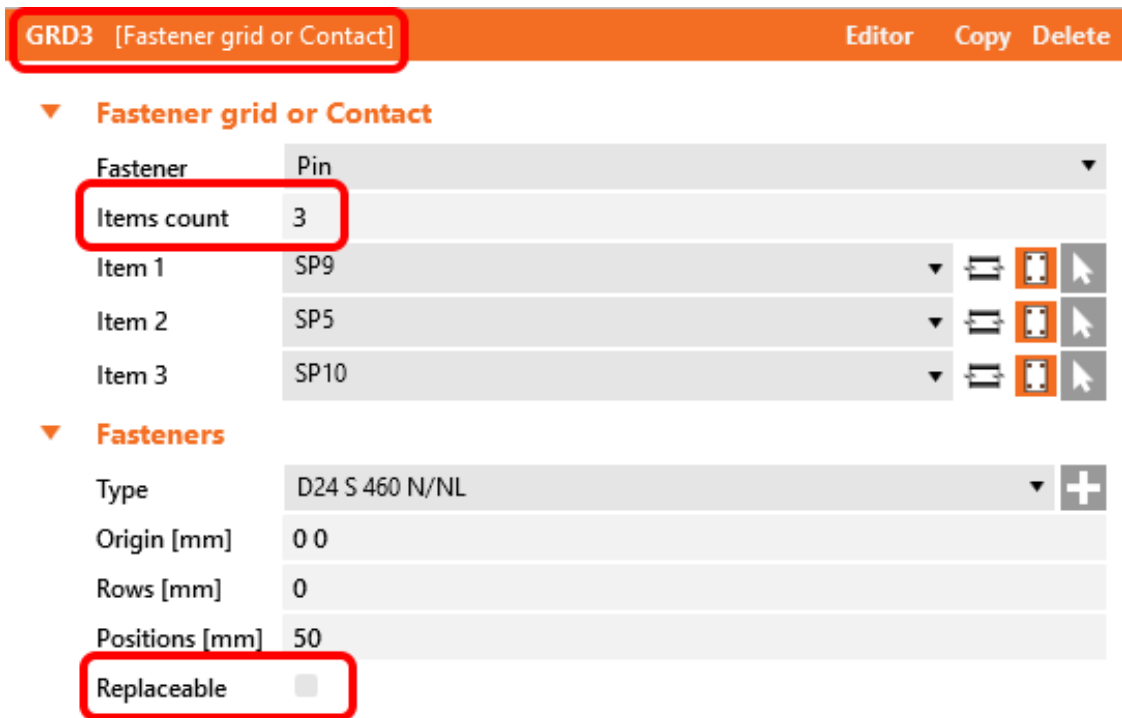 GRD3 [Fastener grid or Contact] Editor Copy Delete
Fastener grid or Contact
Fastener Pin
Items count 3
Item 1 SP9
Item 2 SP5
Item 3 SP10
Fasteners
Type D24 S 460 N/NL
Origin [mm] 0 0
Rows [mm] 0
Positions [mm] 50
Replaceable